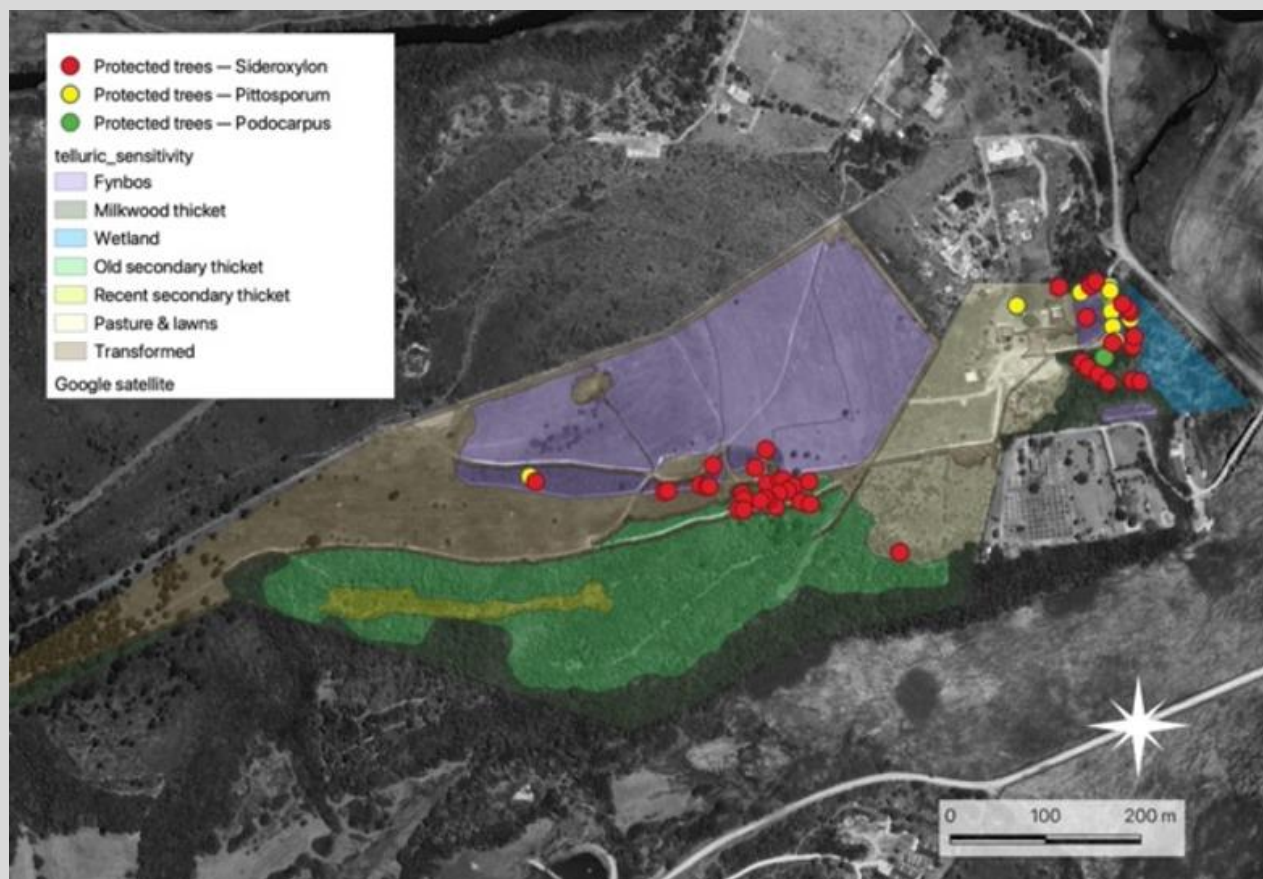 Protected trees — Sideroxylon
Protected trees — Pittosporum
Protected trees — Podocarpus
telluric_sensitivity
Fynbos
Milkwood thicket
Wetland
Old secondary thicket
Recent secondary thicket
Pasture & lawns
Transformed
Google satellite
0 100 200 m